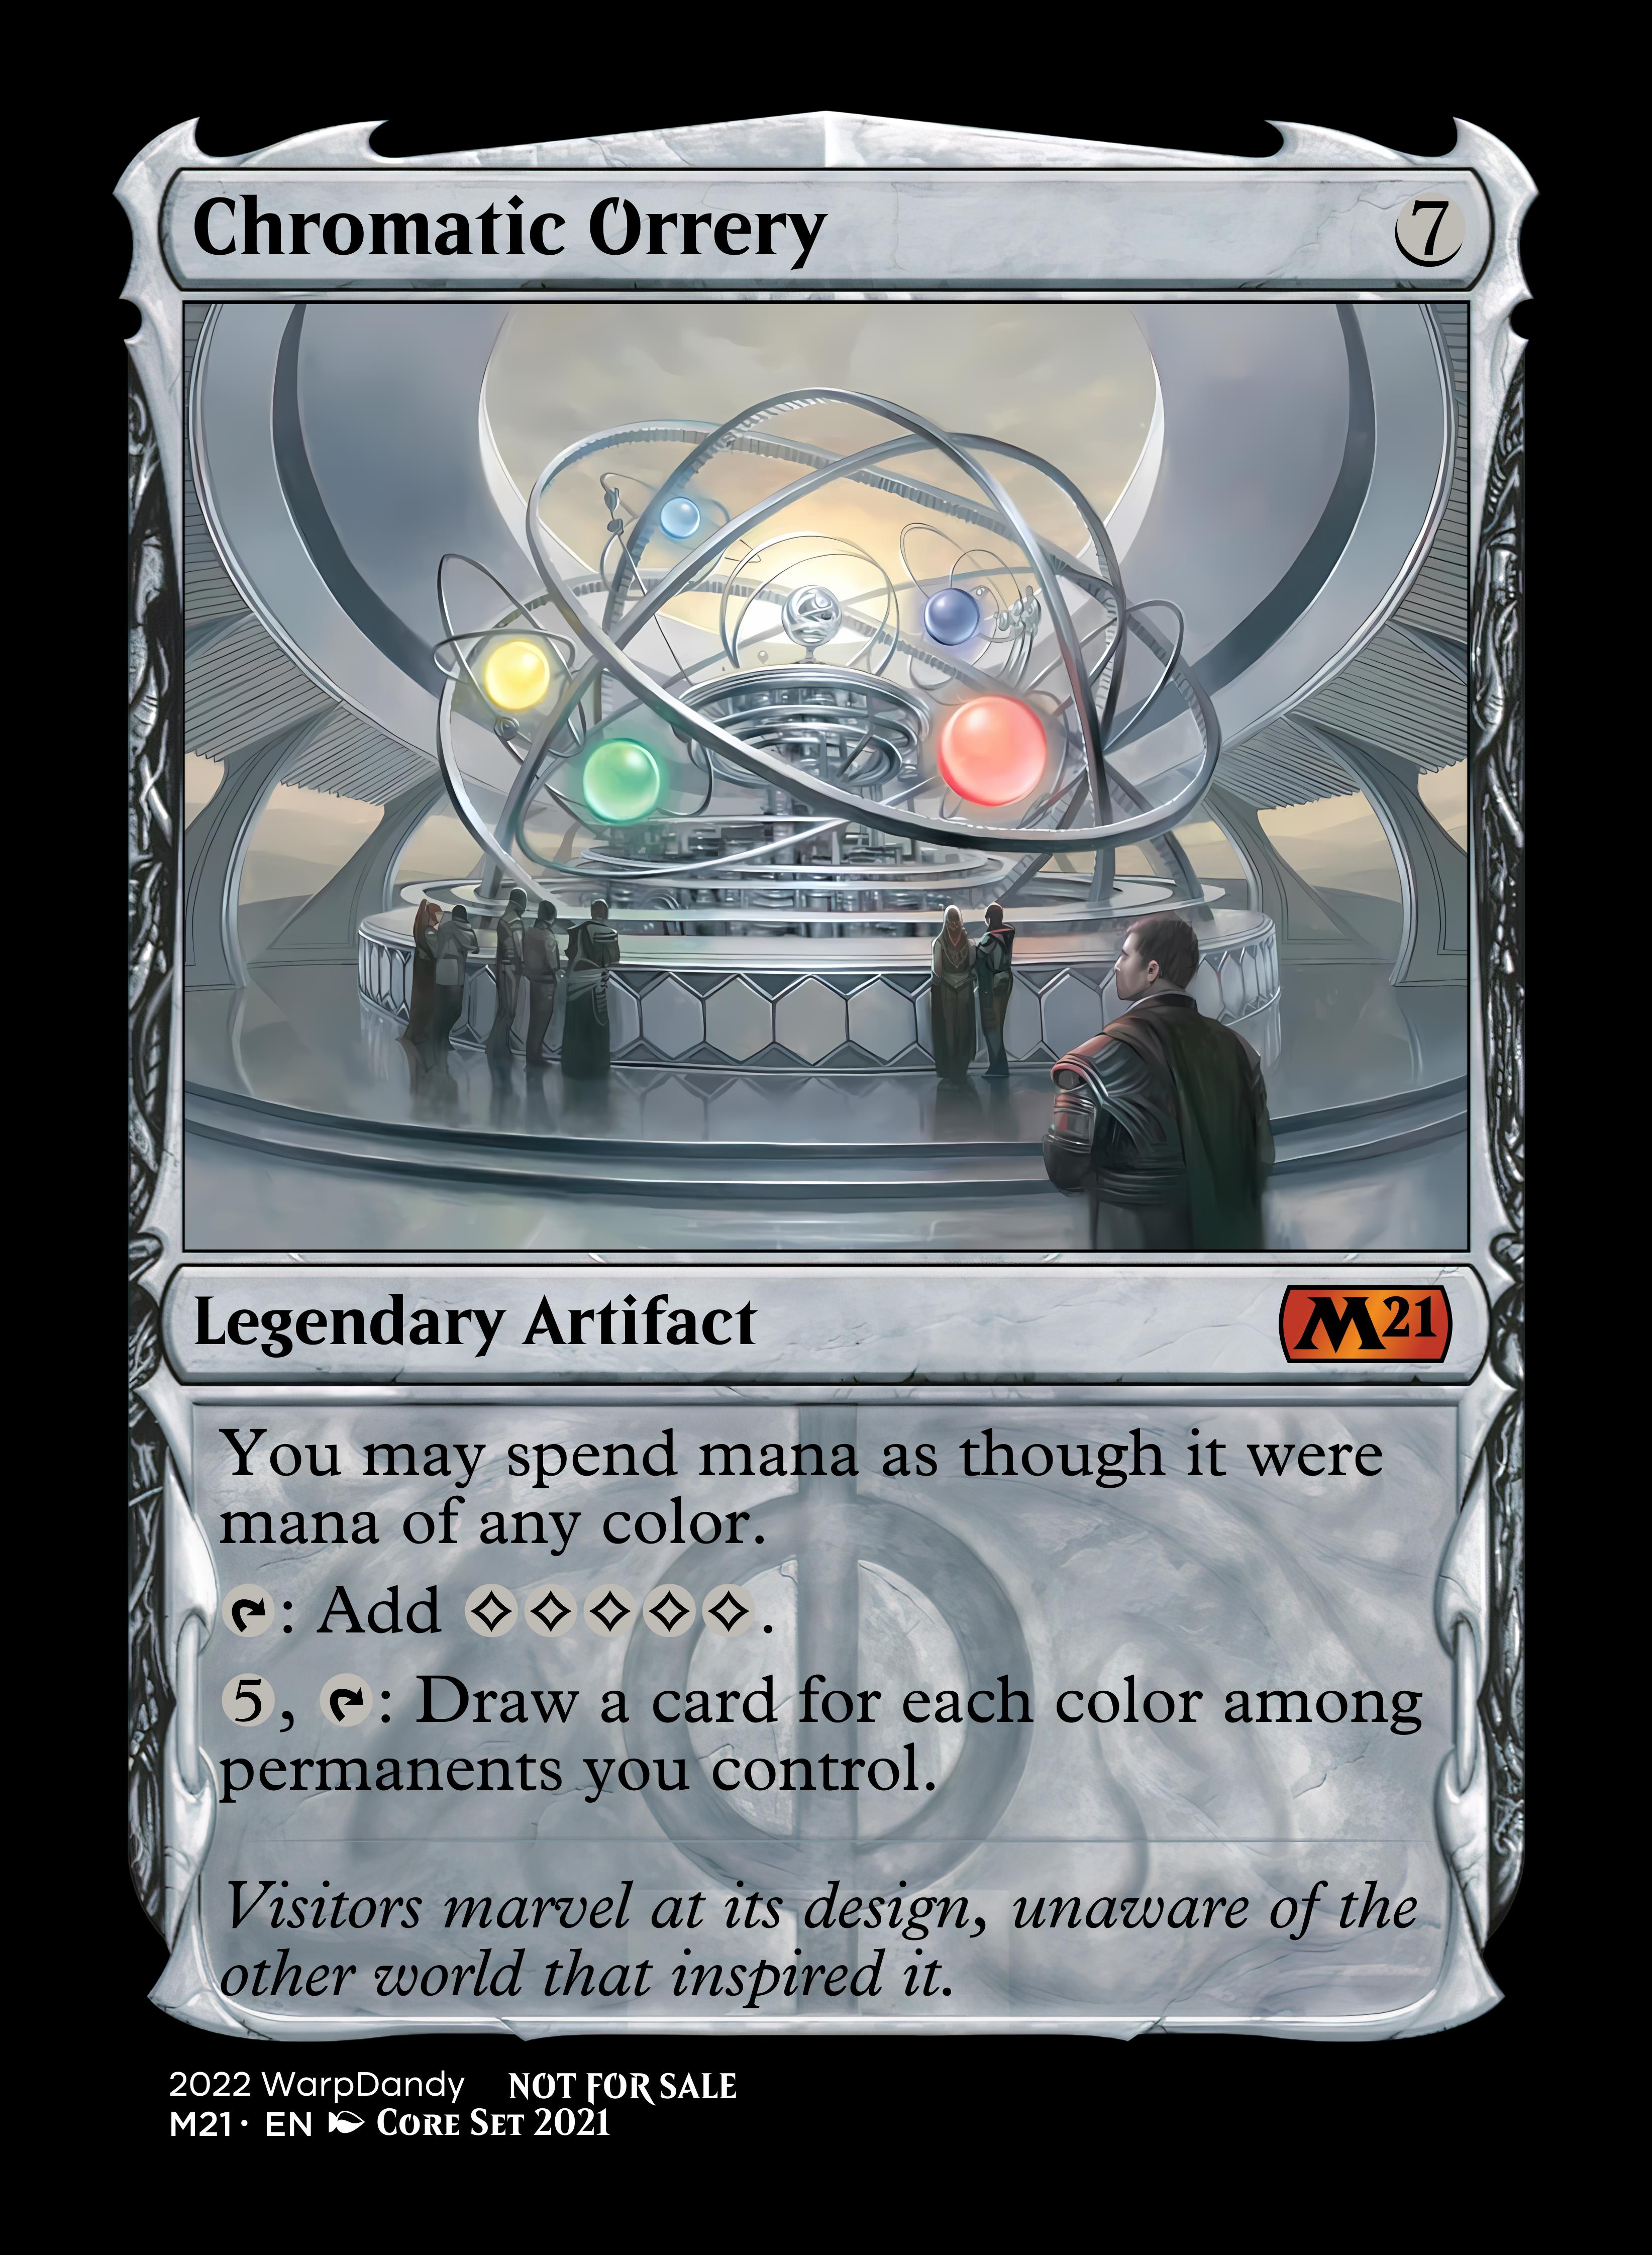 Chromatic Orrery 7
Legendary Artifact M21
You may spend mana as though it were
mana of any color.
: Add .
5, : Draw a card for each color among
permanents you control.
Visitors marvel at its design, unaware of the
other world that inspired it.
2022 WarpDandy NOT FOR SALE
M21· EN Core Set 2021